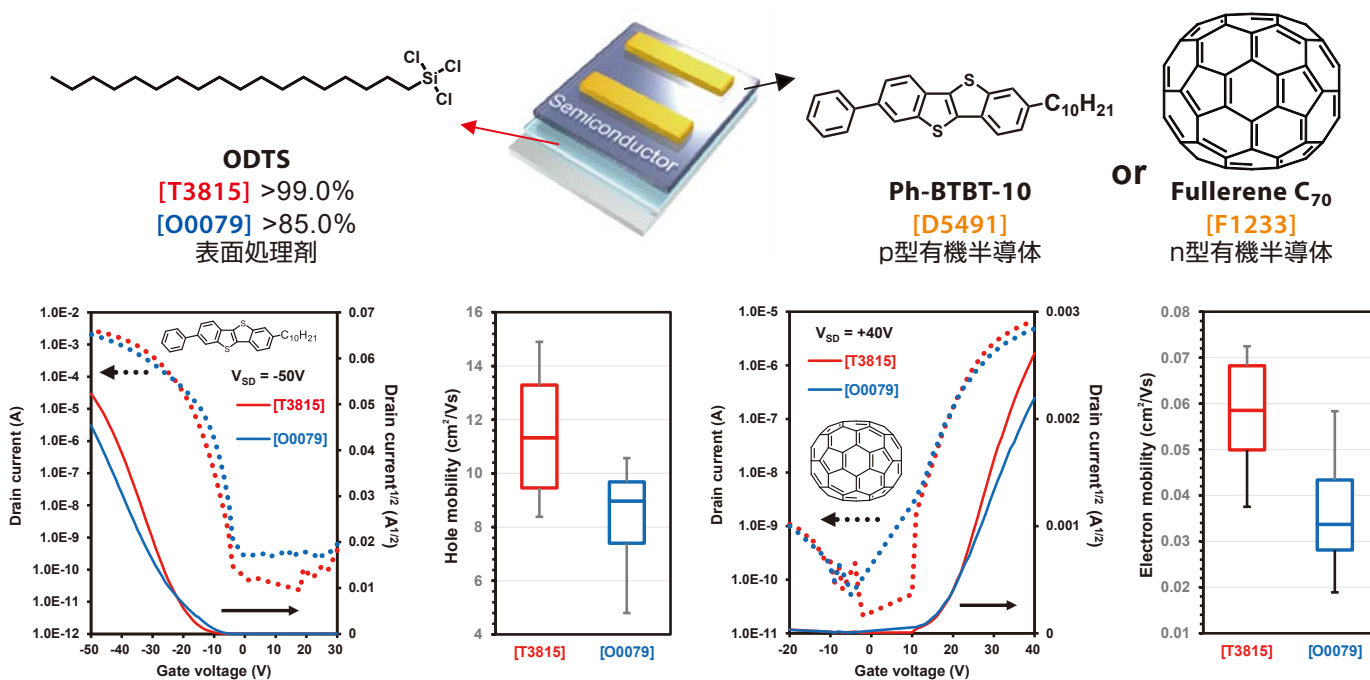 Si
Cl
Cl
Cl
ODTS
[T3815] >99.0%
[O0079] >85.0%
表面処理剤
Semiconductor
S
S
C10H21
Ph-BTBT-10
[D5491]
p型有機半導体
or
Fullerene C70
[F1233]
n型有機半導体
Drain current (A)
1.0E-2
1.0E-3
1.0E-4
1.0E-5
1.0E-6
1.0E-7
1.0E-8
1.0E-9
1.0E-10
1.0E-11
1.0E-12
-50 -40 -30 -20 -10 0 10 20 30
Gate voltage (V)
S
S
C10H21
VSD = -50V
[T3815]
[O0079]
0.07
0.06
0.05
0.04
0.03
0.02
0.01
0
Drain current1/2 (A1/2)
Hole mobility (cm2/Vs)
16
14
12
10
8
6
4
[T3815] [O0079]
Drain current (A)
1.0E-5
1.0E-6
1.0E-7
1.0E-8
1.0E-9
1.0E-10
1.0E-11
-20 -10 0 10 20 30 40
Gate voltage (V)
VSD = +40V
[T3815]
[O0079]
0.003
0.002
0.001
0
Drain current1/2 (A1/2)
Electron mobility (cm2/Vs)
0.08
0.07
0.06
0.05
0.04
0.03
0.02
0.01
[T3815] [O0079]